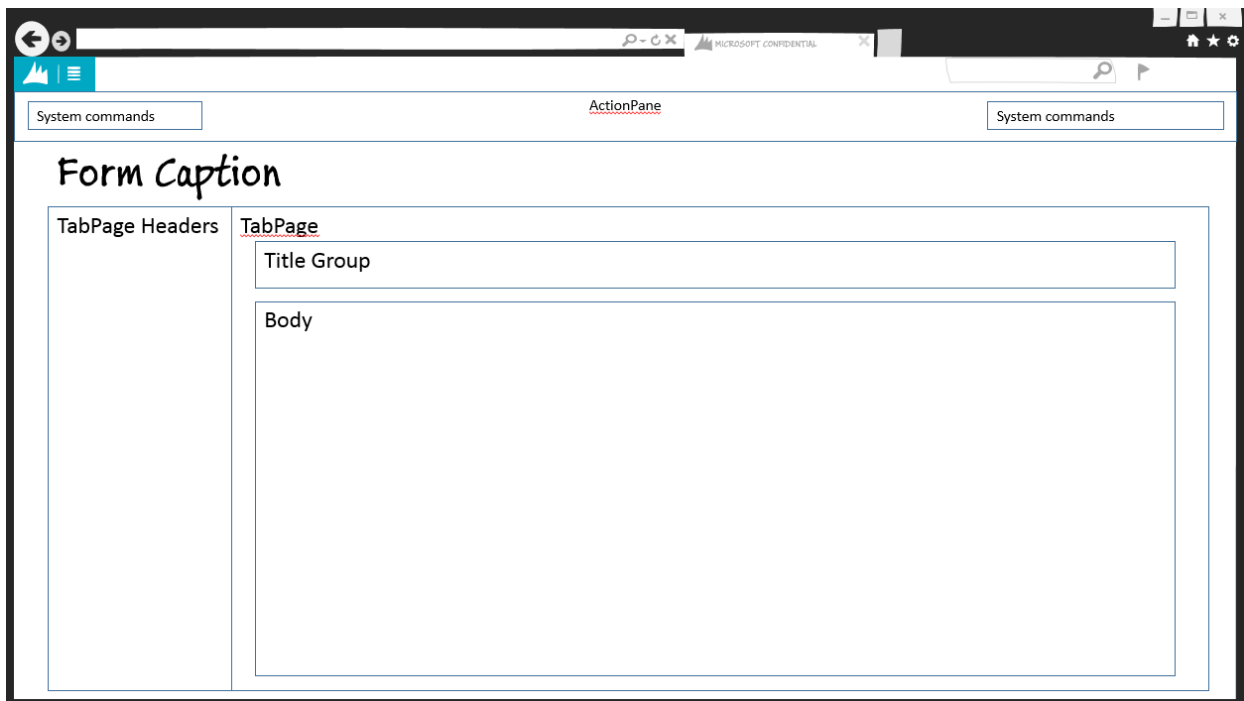 MICROSOFT CONFIDENTIAL
System commands
ActionPane
System commands
Form Caption
TabPage Headers
TabPage
Title Group
Body